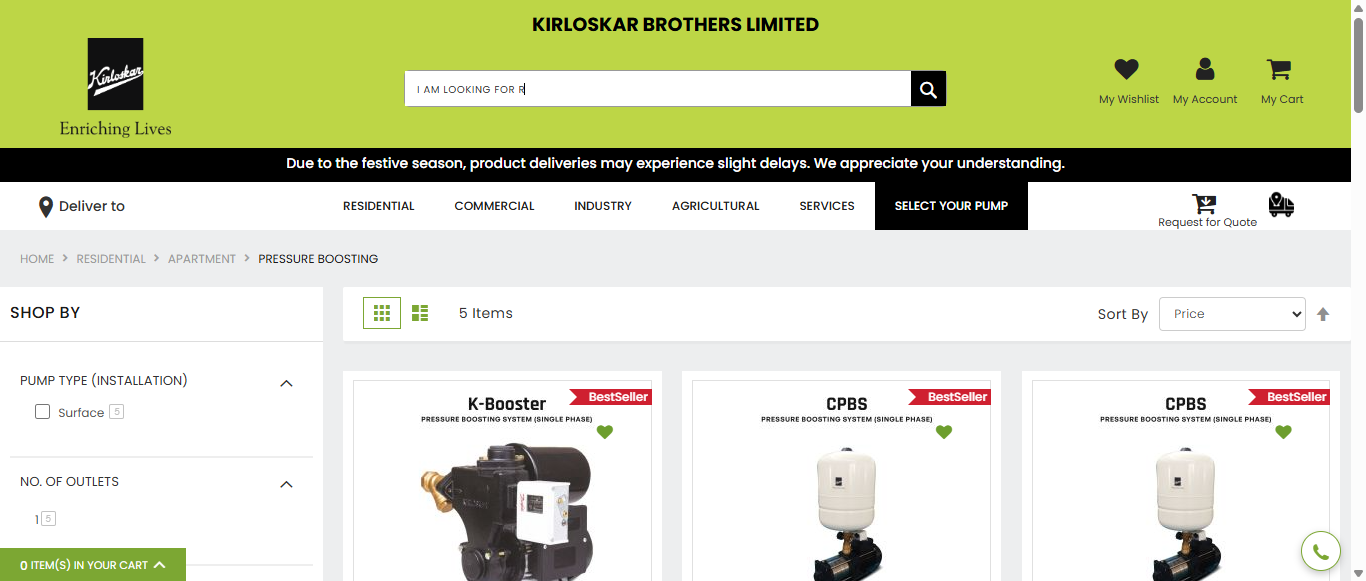 KIRLOSKAR BROTHERS LIMITED
Kirloskar
Enriching Lives
I AM LOOKING FOR R
My Wishlist
My Account
My Cart
Due to the festive season, product deliveries may experience slight delays. We appreciate your understanding.
Deliver to
RESIDENTIAL
COMMERCIAL
INDUSTRY
AGRICULTURAL
SERVICES
SELECT YOUR PUMP
Request for Quote
HOME > RESIDENTIAL > APARTMENT > PRESSURE BOOSTING
SHOP BY
5 Items
Sort By
Price
PUMP TYPE (INSTALLATION)
Surface 5
NO. OF OUTLETS
1 5
0 ITEM(S) IN YOUR CART
BestSeller
K-Booster
PRESSURE BOOSTING SYSTEM (SINGLE PHASE)
BestSeller
CPBS
PRESSURE BOOSTING SYSTEM (SINGLE PHASE)
BestSeller
CPBS
PRESSURE BOOSTING SYSTEM (SINGLE PHASE)